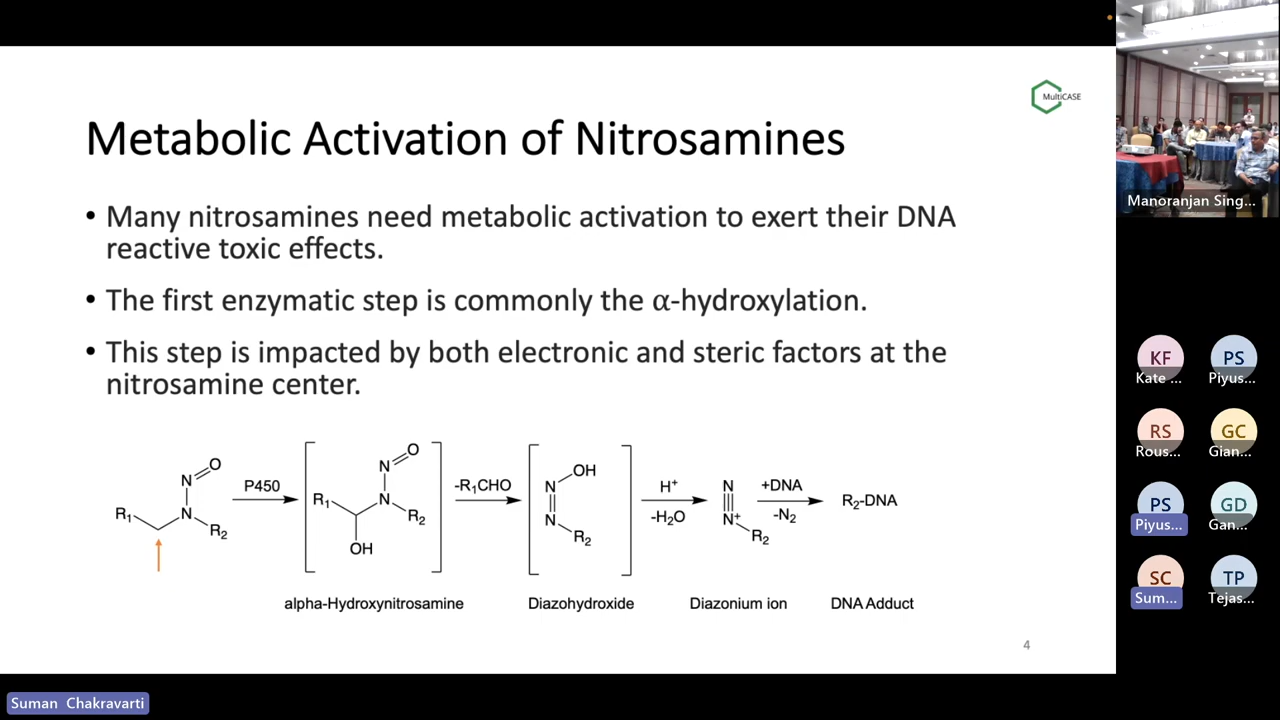 MultiCASE
Metabolic Activation of Nitrosamines
• Many nitrosamines need metabolic activation to exert their DNA
reactive toxic effects.
• The first enzymatic step is commonly the α-hydroxylation.
• This step is impacted by both electronic and steric factors at the
nitrosamine center.
R₁ N N O R₂
P450
R₁ OH N N O R₂
-R₁CHO
N OH N R₂
H⁺
-H₂O
N N⁺ R₂
+DNA
-N₂
R₂-DNA
alpha-Hydroxynitrosamine
Diazohydroxide
Diazonium ion
DNA Adduct
4
Suman Chakravarti
Manoranjan Sing...
KF
Kate ...
PS
Piyus...
RS
Rous...
GC
Gian...
PS
Piyus...
GD
Gan...
SC
Sum...
TP
Tejas...